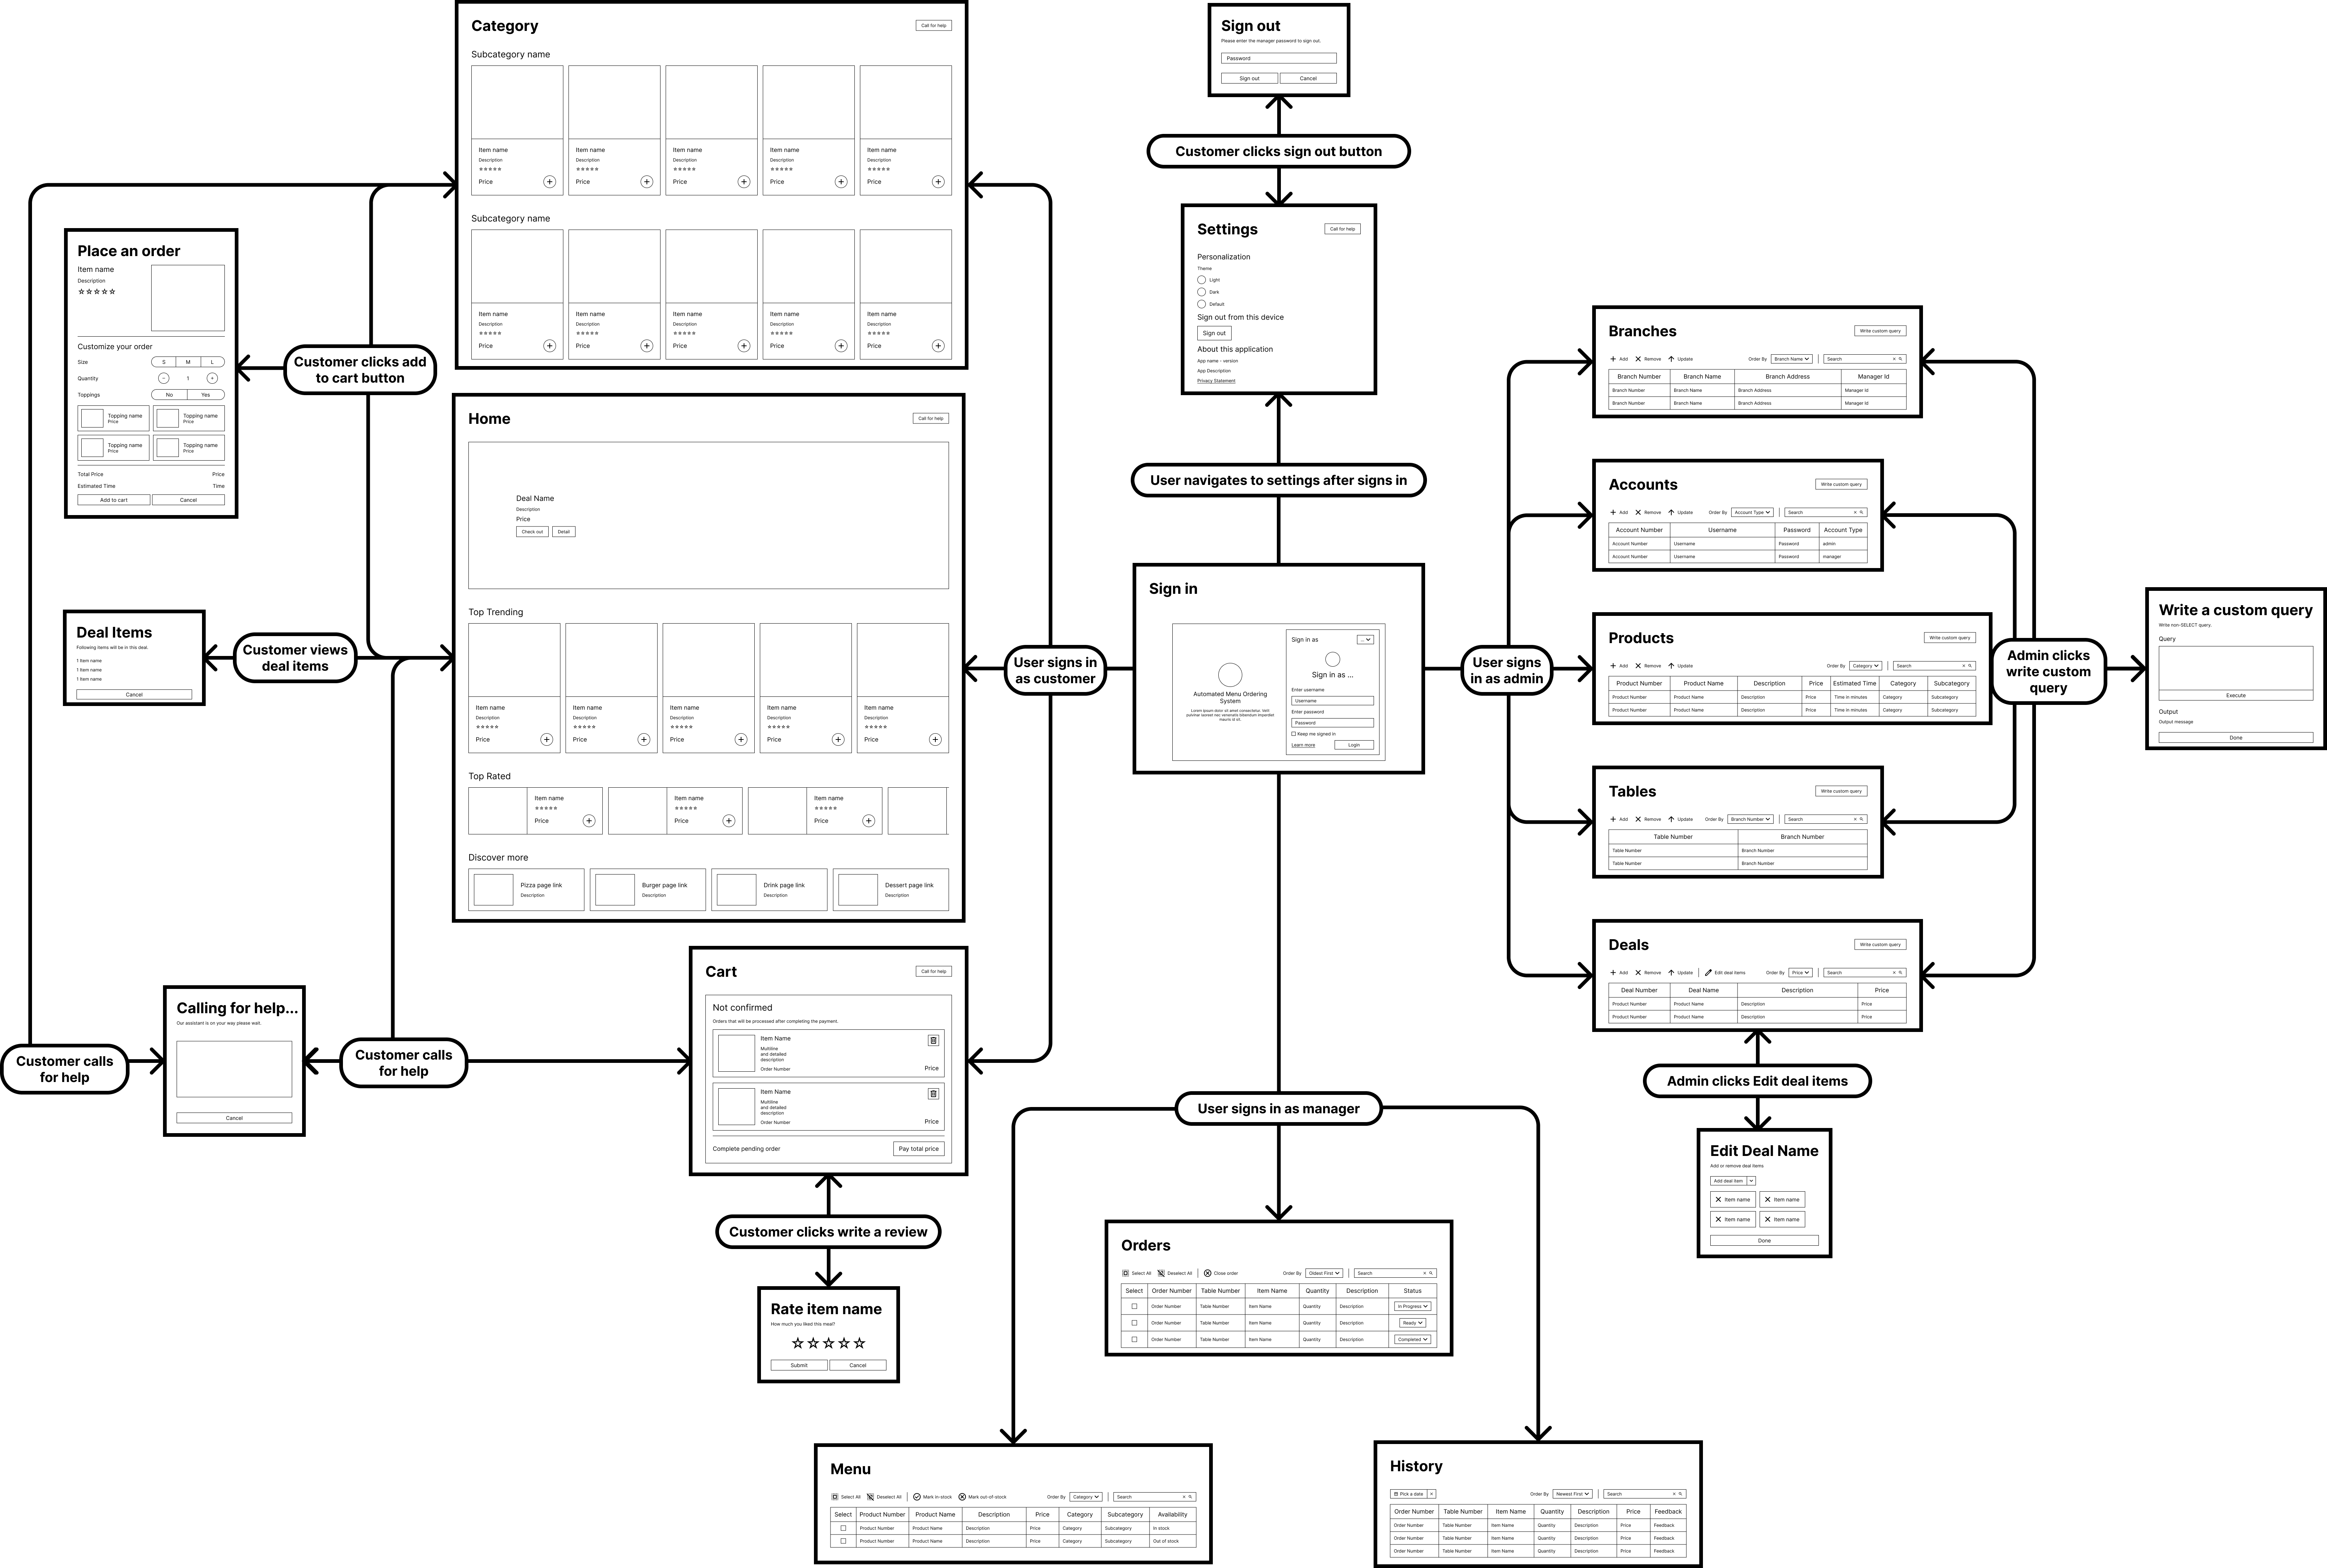 Category
Call for help
Subcategory name
Item name
Description
Price
Item name
Description
Price
Item name
Description
Price
Item name
Description
Price
Item name
Description
Price
Subcategory name
Item name
Description
Price
Item name
Description
Price
Item name
Description
Price
Item name
Description
Price
Item name
Description
Price
Sign out
Please enter the manager password to sign out.
Password
Sign out Cancel
Customer clicks sign out button
Settings
Call for help
Personalization
Theme
Light
Dark
Default
Sign out from this device
Sign out
About this application
App name - version
App Description
Privacy Statement
User navigates to settings after signs in
Place an order
Item name
Description
Customize your order
Size S M L
Quantity 1
Toppings No Yes
Topping name
Price
Topping name
Price
Topping name
Price
Topping name
Price
Total Price Price
Estimated Time Time
Add to cart Cancel
Customer clicks add
to cart button
Home
Call for help
Deal Name
Description
Price
Check out Detail
Top Trending
Item name
Description
Price
Item name
Description
Price
Item name
Description
Price
Item name
Description
Price
Item name
Description
Price
Top Rated
Item name
Price
Item name
Price
Item name
Price
Discover more
Pizza page link
Description
Burger page link
Description
Drink page link
Description
Dessert page link
Description
Deal Items
Following items will be in this deal.
1 Item name
1 Item name
1 Item name
Cancel
Customer views
deal items
User signs in
as customer
Sign in
Automated Menu Ordering
System
Lorem ipsum dolor sit amet consectetur. Velit
pulvinar laoreet nec venenatis bibendum imperdiet
mauris id sit.
Sign in as ...
Sign in as ...
Enter username
Username
Enter password
Password
Keep me signed in
Learn more Login
User signs
in as admin
Branches
Write custom query
Add Remove Update Order By Branch Name Search
Branch Number Branch Name Branch Address Manager Id
Branch Number Branch Name Branch Address Manager Id
Branch Number Branch Name Branch Address Manager Id
Accounts
Write custom query
Add Remove Update Order By Account Type Search
Account Number Username Password Account Type
Account Number Username Password admin
Account Number Username Password manager
Products
Write custom query
Add Remove Update Order By Category Search
Product Number Product Name Description Price Estimated Time Category Subcategory
Product Number Product Name Description Price Time in minutes Category Subcategory
Product Number Product Name Description Price Time in minutes Category Subcategory
Tables
Write custom query
Add Remove Update Order By Branch Number Search
Table Number Branch Number
Table Number Branch Number
Table Number Branch Number
Deals
Write custom query
Add Remove Update Edit deal items Order By Price Search
Deal Number Deal Name Description Price
Product Number Product Name Description Price
Product Number Product Name Description Price
Admin clicks
write custom
query
Write a custom query
Write non-SELECT query.
Query
Execute
Output
Output message
Done
Admin clicks Edit deal items
Edit Deal Name
Add or remove deal items
Add deal item
Item name Item name
Item name Item name
Done
Customer calls
for help
Calling for help...
Our assistant is on your way please wait.
Cancel
Customer calls
for help
Cart
Call for help
Not confirmed
Orders that will be processed after completing the payment.
Item Name
Multiline
and detailed
description
Order Number Price
Item Name
Multiline
and detailed
description
Order Number Price
Complete pending order Pay total price
Customer clicks write a review
Rate item name
How much you liked this meal?
Submit Cancel
User signs in as manager
Orders
Select All Deselect All Close order Order By Oldest First Search
Select Order Number Table Number Item Name Quantity Description Status
Order Number Table Number Item Name Quantity Description In Progress
Order Number Table Number Item Name Quantity Description Ready
Order Number Table Number Item Name Quantity Description Completed
Menu
Select All Deselect All Mark in-stock Mark out-of-stock Order By Category Search
Select Product Number Product Name Description Price Category Subcategory Availability
Product Number Product Name Description Price Category Subcategory In stock
Product Number Product Name Description Price Category Subcategory Out of stock
History
Pick a date Order By Newest First Search
Order Number Table Number Item Name Quantity Description Price Feedback
Order Number Table Number Item Name Quantity Description Price Feedback
Order Number Table Number Item Name Quantity Description Price Feedback
Order Number Table Number Item Name Quantity Description Price Feedback